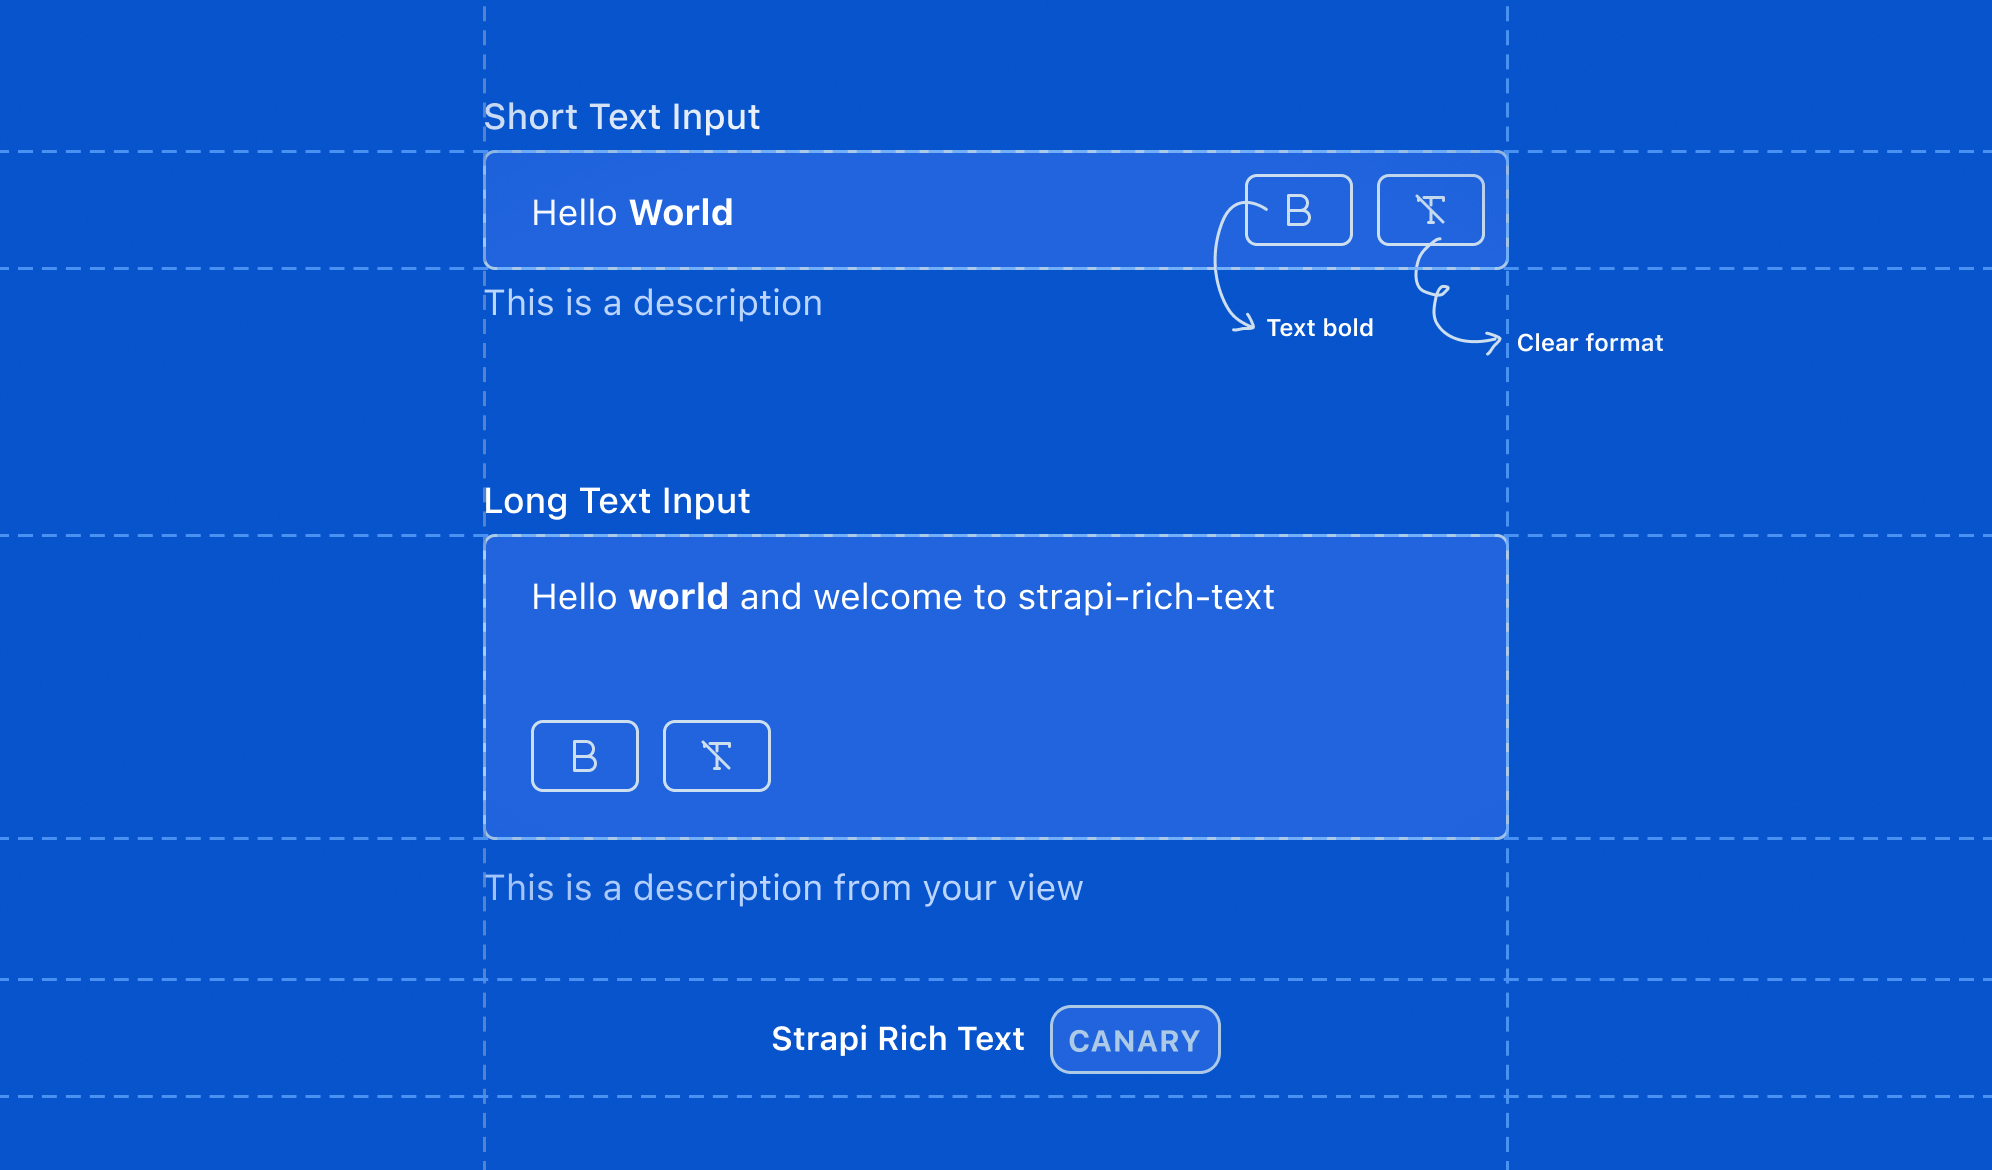 Short Text Input
Hello World
B
T
This is a description
Text bold
Clear format
Long Text Input
Hello world and welcome to strapi-rich-text
B
T
This is a description from your view
Strapi Rich Text
CANARY